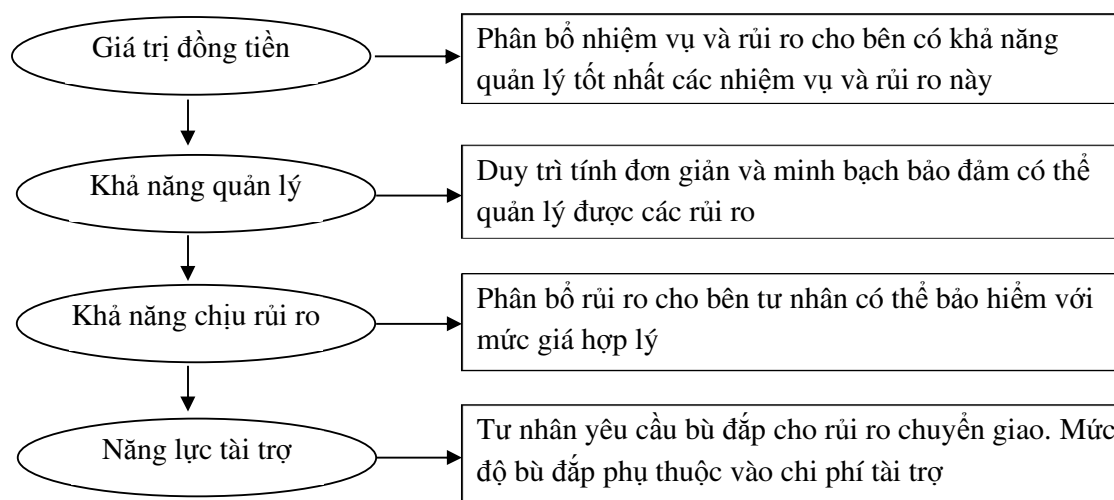 Giá trị đồng tiền
Phân bổ nhiệm vụ và rủi ro cho bên có khả năng
quản lý tốt nhất các nhiệm vụ và rủi ro này
Khả năng quản lý
Duy trì tính đơn giản và minh bạch bảo đảm có thể
quản lý được các rủi ro
Khả năng chịu rủi ro
Phân bổ rủi ro cho bên tư nhân có thể bảo hiểm với
mức giá hợp lý
Năng lực tài trợ
Tư nhân yêu cầu bù đắp cho rủi ro chuyển giao. Mức
độ bù đắp phụ thuộc vào chi phí tài trợ